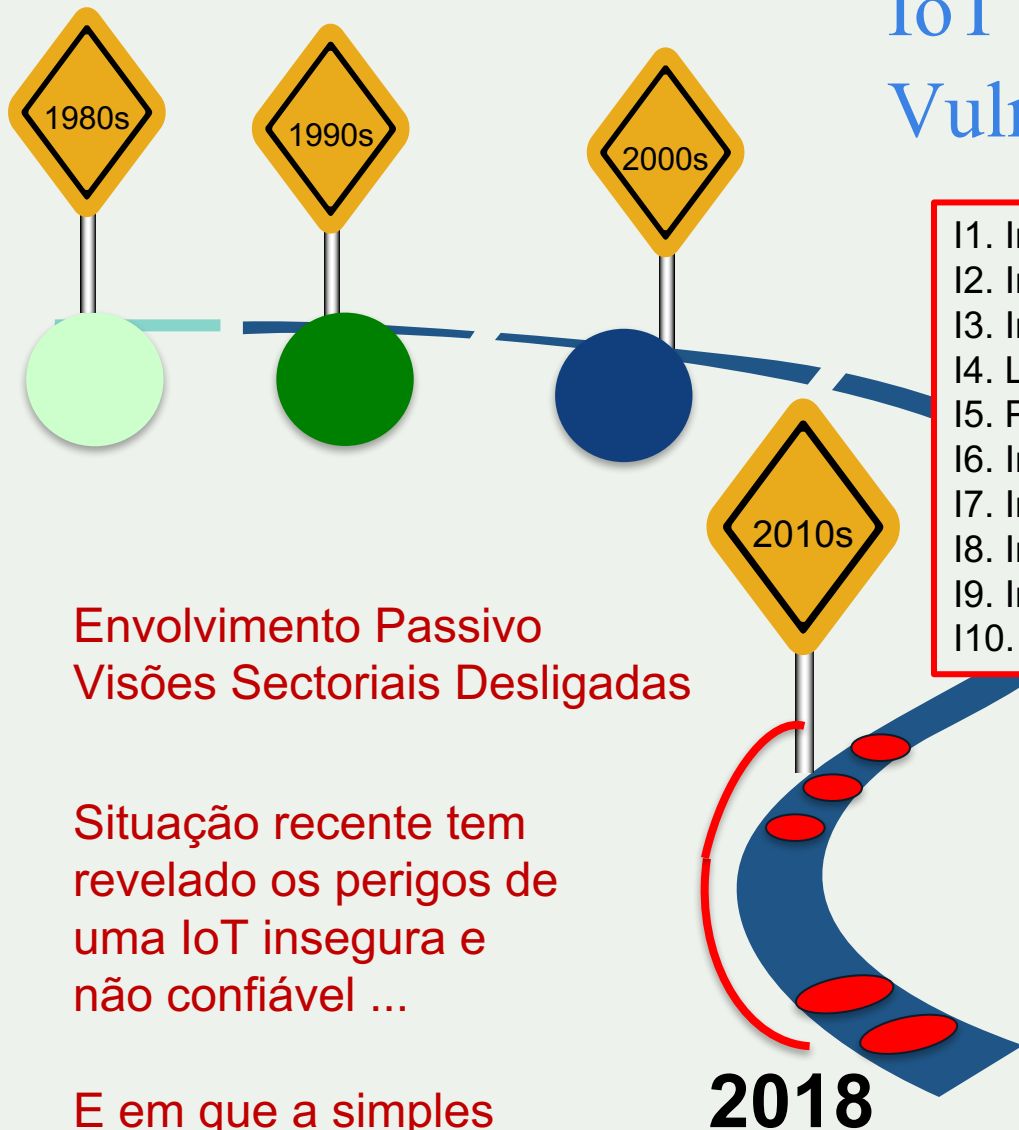 IoT
1980s
1990s
2000s
I1.
I2.
I3.
I4.
I5.
I6.
I7.
I8.
I9.
I10.
2010s
Envolvimento Passivo
Visões Sectoriais Desligadas
Situação recente tem
revelado os perigos de
uma IoT insegura e
não confiável ...
E em que a simples
2018